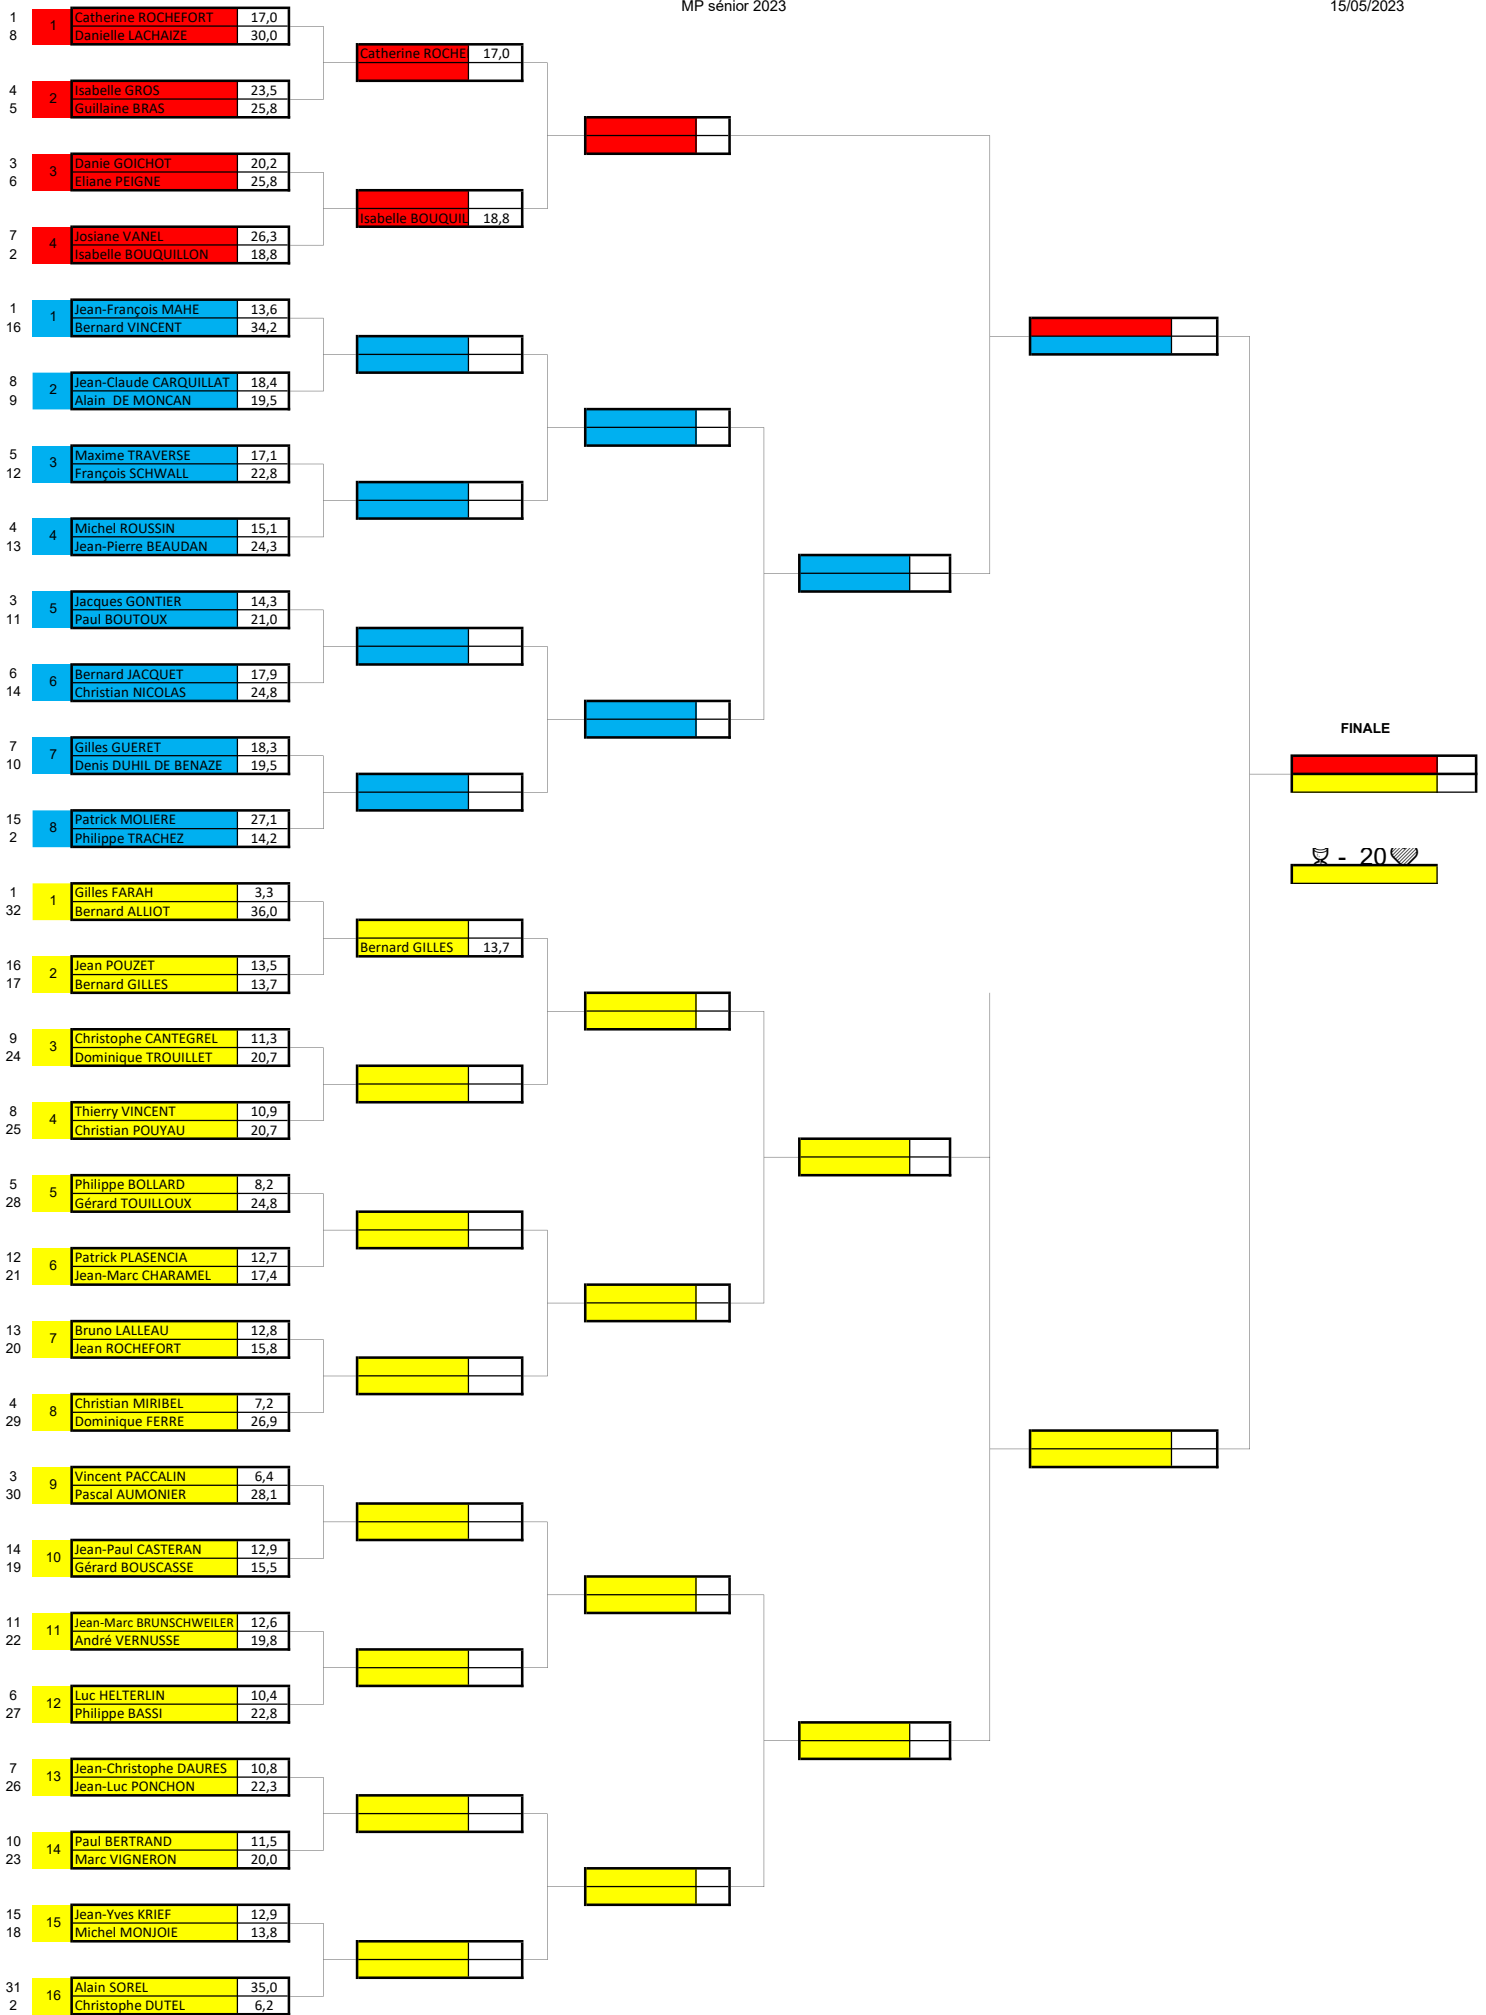 MP sénior 2023
15/05/2023
1 1 Catherine ROCHEFORT 17,0
8 Danielle LACHAIZE 30,0
Catherine ROCHE 17,0
4 2 Isabelle GROS 23,5
5 Guillaine BRAS 25,8
3 3 Danie GOICHOT 20,2
6 Eliane PEIGNE 25,8
Isabelle BOUQUIL 18,8
7 4 Josiane VANEL 26,3
2 Isabelle BOUQUILLON 18,8
1 1 Jean-François MAHE 13,6
16 Bernard VINCENT 34,2
8 2 Jean-Claude CARQUILLAT 18,4
9 Alain DE MONCAN 19,5
5 3 Maxime TRAVERSE 17,1
12 François SCHWALL 22,8
4 4 Michel ROUSSIN 15,1
13 Jean-Pierre BEAUDAN 24,3
3 5 Jacques GONTIER 14,3
11 Paul BOUTOUX 21,0
6 6 Bernard JACQUET 17,9
14 Christian NICOLAS 24,8
FINALE
7 7 Gilles GUERET 18,3
10 Denis DUHIL DE BENAZE 19,5
15 8 Patrick MOLIERE 27,1
2 Philippe TRACHEZ 14,2
- 20
1 1 Gilles FARAH 3,3
32 Bernard ALLIOT 36,0
Bernard GILLES 13,7
16 2 Jean POUZET 13,5
17 Bernard GILLES 13,7
9 3 Christophe CANTEGREL 11,3
24 Dominique TROUILLET 20,7
8 4 Thierry VINCENT 10,9
25 Christian POUYAU 20,7
5 5 Philippe BOLLARD 8,2
28 Gérard TOUILLOUX 24,8
12 6 Patrick PLASENCIA 12,7
21 Jean-Marc CHARAMEL 17,4
13 7 Bruno LALLEAU 12,8
20 Jean ROCHEFORT 15,8
4 8 Christian MIRIBEL 7,2
29 Dominique FERRE 26,9
3 9 Vincent PACCALIN 6,4
30 Pascal AUMONIER 28,1
14 10 Jean-Paul CASTERAN 12,9
19 Gérard BOUSCASSE 15,5
11 11 Jean-Marc BRUNSCHWEILER 12,6
22 André VERNUSSE 19,8
6 12 Luc HELTERLIN 10,4
27 Philippe BASSI 22,8
7 13 Jean-Christophe DAURES 10,8
26 Jean-Luc PONCHON 22,3
10 14 Paul BERTRAND 11,5
23 Marc VIGNERON 20,0
15 15 Jean-Yves KRIEF 12,9
18 Michel MONJOIE 13,8
31 16 Alain SOREL 35,0
2 Christophe DUTEL 6,2